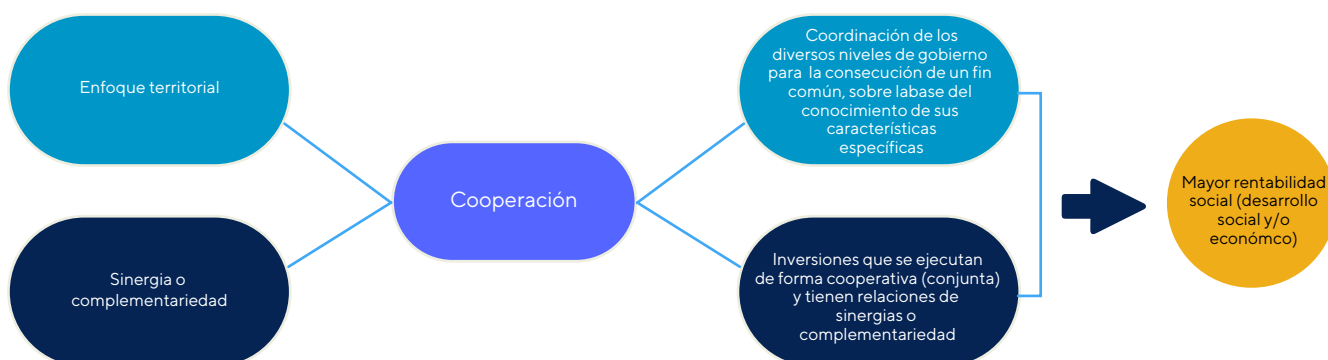 Enfoque territorial
Sinergia o
complementariedad
Cooperación
Coordinación de los
diversos niveles de gobierno
para la consecución de un fin
común, sobre labase del
conocimiento de sus
características
específicas
Inversiones que se ejecutan
de forma cooperativa (conjunta)
y tienen relaciones de
sinergias o
complementariedad
Mayor rentabilidad
social (desarrollo
social y/o
económco)